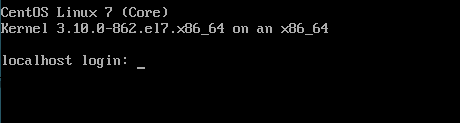 CentOS Linux 7 (Core)
Kernel 3.10.0-862.el7.x86_64 on an x86_64
localhost login: _